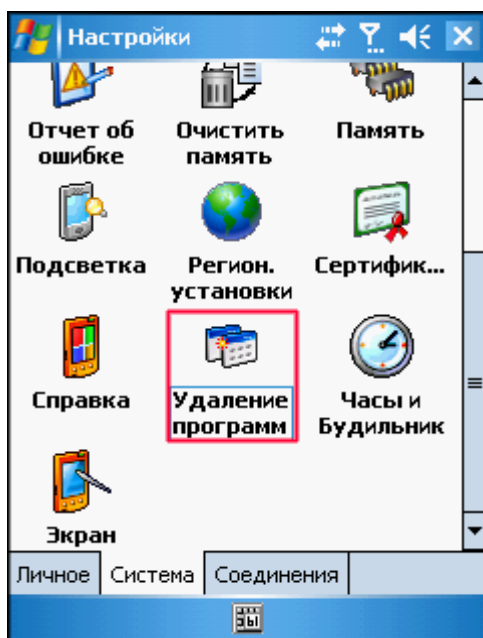 Настройки
Отчет об
ошибке
Очистить
память
Память
Подсветка
Регион.
установки
Сертифик...
Справка
Удаление
программ
Часы и
Будильник
Экран
Личное
Система
Соединения
зы